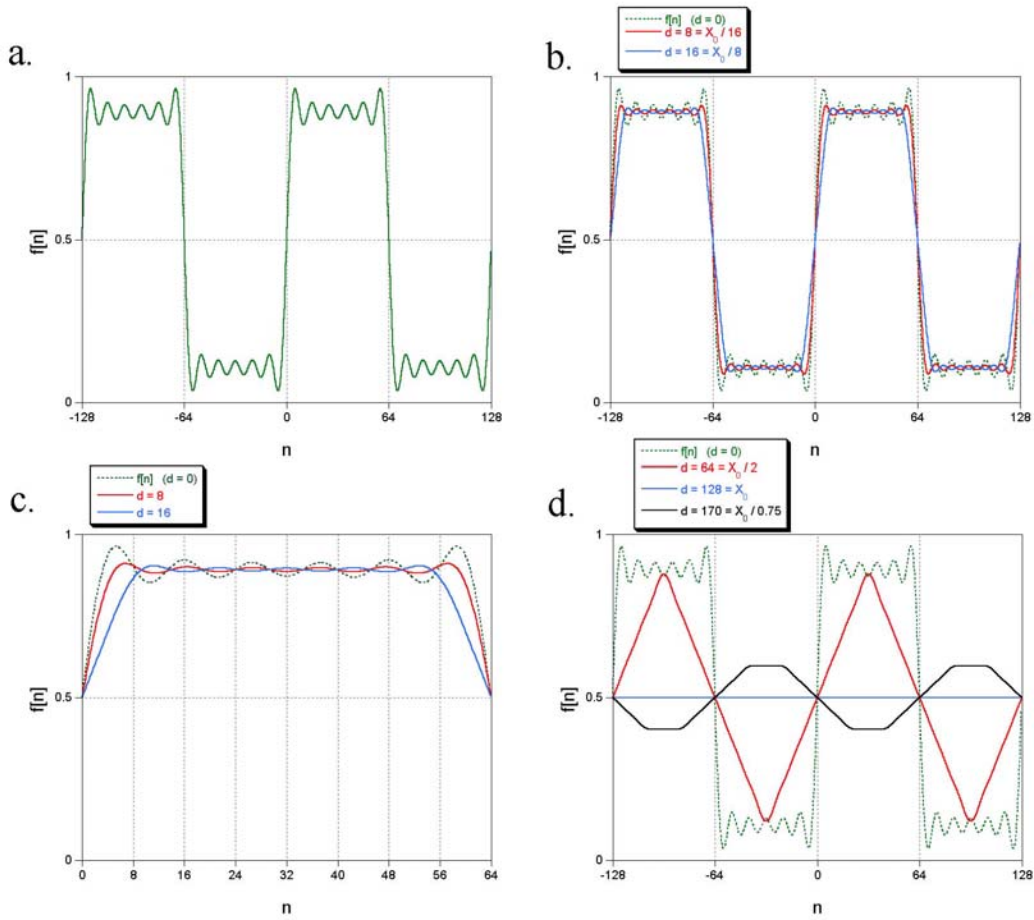 a.
1
0.5
0
f[n]
-128 -64 0 64 128
n
b.
f[n] (d = 0)
d = 8 = X₀ / 16
d = 16 = X₀ / 8
1
0.5
0
f[n]
-128 -64 0 64 128
n
c.
f[n] (d = 0)
d = 8
d = 16
1
0.5
0
f[n]
0 8 16 24 32 40 48 56 64
n
d.
f[n] (d = 0)
d = 64 = X₀ / 2
d = 128 = X₀
d = 170 = X₀ / 0.75
1
0.5
0
f[n]
-128 -64 0 64 128
n